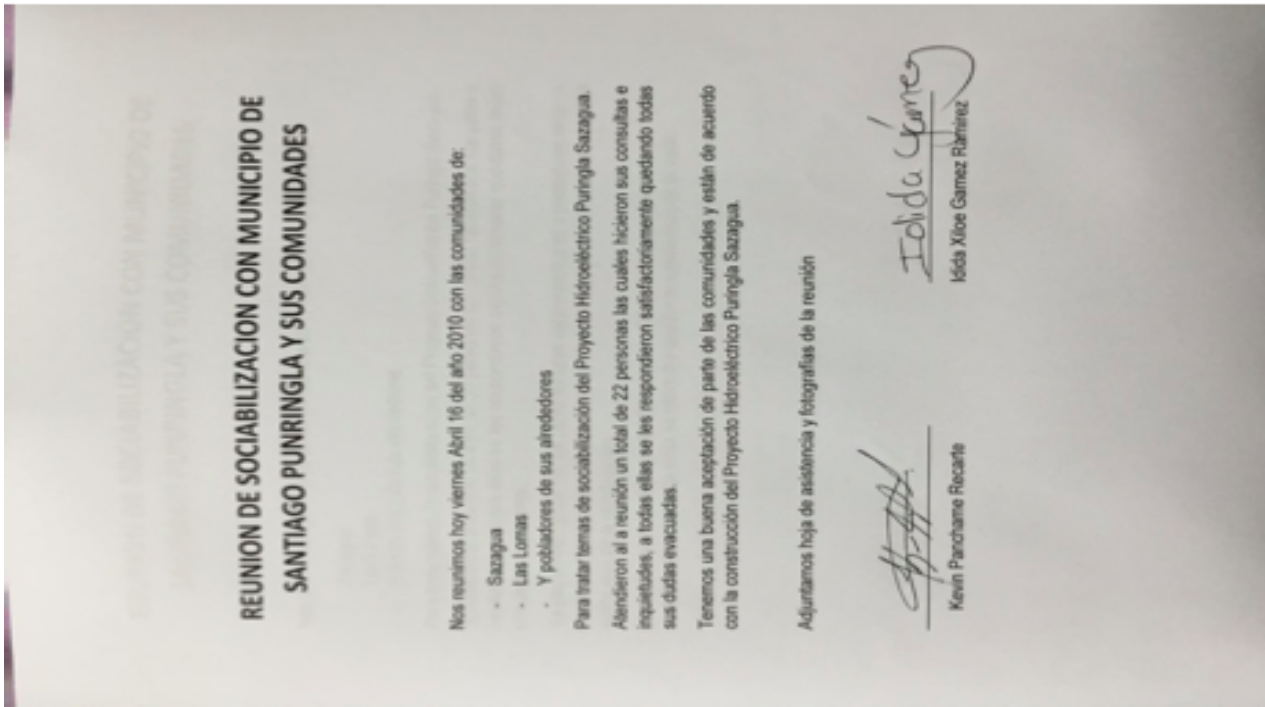 REUNION DE SOCIABILIZACION CON MUNICIPIO DE
SANTIAGO PUNRINGLA Y SUS COMUNIDADES
Nos reunimos hoy viernes Abril 16 del año 2010 con las comunidades de:
- Sazagua
- Las Lomas
- Y pobladores de sus alrededores
Para tratar temas de sociabilización del Proyecto Hidroeléctrico Puringla Sazagua.
Atendieron al a reunión un total de 22 personas las cuales hicieron sus consultas e
inquietudes, a todas ellas se les respondieron satisfactoriamente quedando todas
sus dudas evacuadas.
Tenemos una buena aceptación de parte de las comunidades y están de acuerdo
con la construcción del Proyecto Hidroeléctrico Puringla Sazagua.
Adjuntamos hoja de asistencia y fotografías de la reunión
Kevin Panchame Recarte
Idida
Idida Xiloe Gamez Ramirez